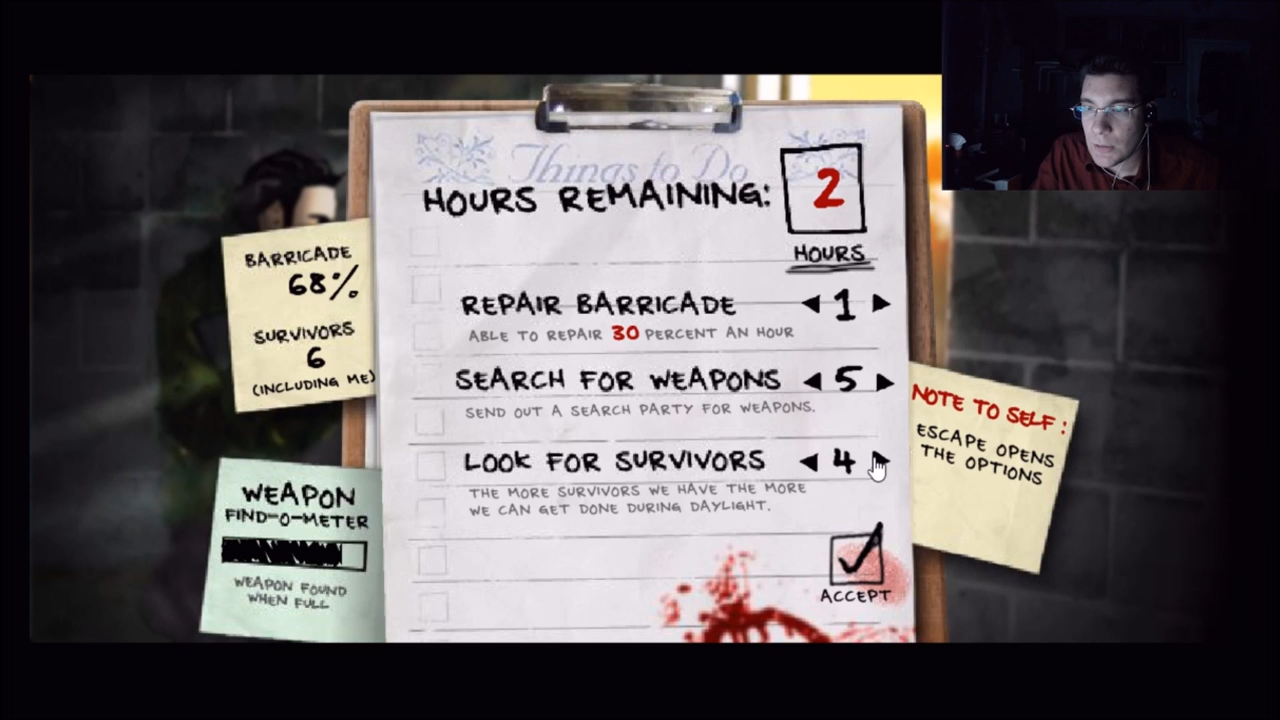 Things to Do
HOURS REMAINING: 2
HOURS
BARRICADE
68%
SURVIVORS
6
(INCLUDING ME)
REPAIR BARRICADE 1
ABLE TO REPAIR 30 PERCENT AN HOUR
SEARCH FOR WEAPONS 5
SEND OUT A SEARCH PARTY FOR WEAPONS.
LOOK FOR SURVIVORS 4
THE MORE SURVIVORS WE HAVE THE MORE
WE CAN GET DONE DURING DAYLIGHT.
ACCEPT
NOTE TO SELF:
ESCAPE OPENS
THE OPTIONS
WEAPON
FIND-O-METER
WEAPON FOUND
WHEN FULL